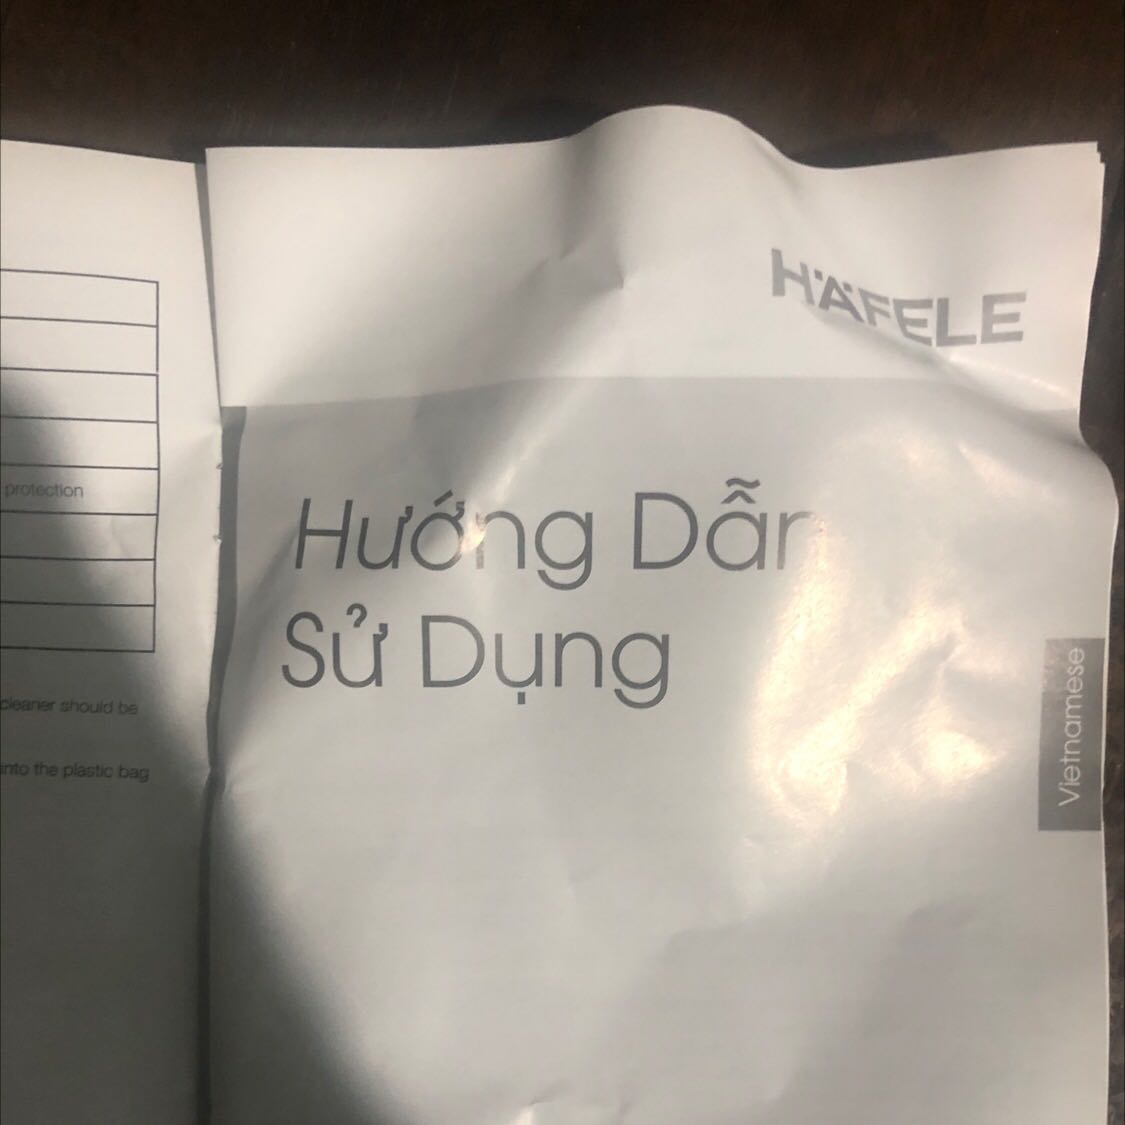 protection
cleaner should be
into the plastic bag
HÄFELE
Hướng Dẫn
Sử Dụng
Vietnamese